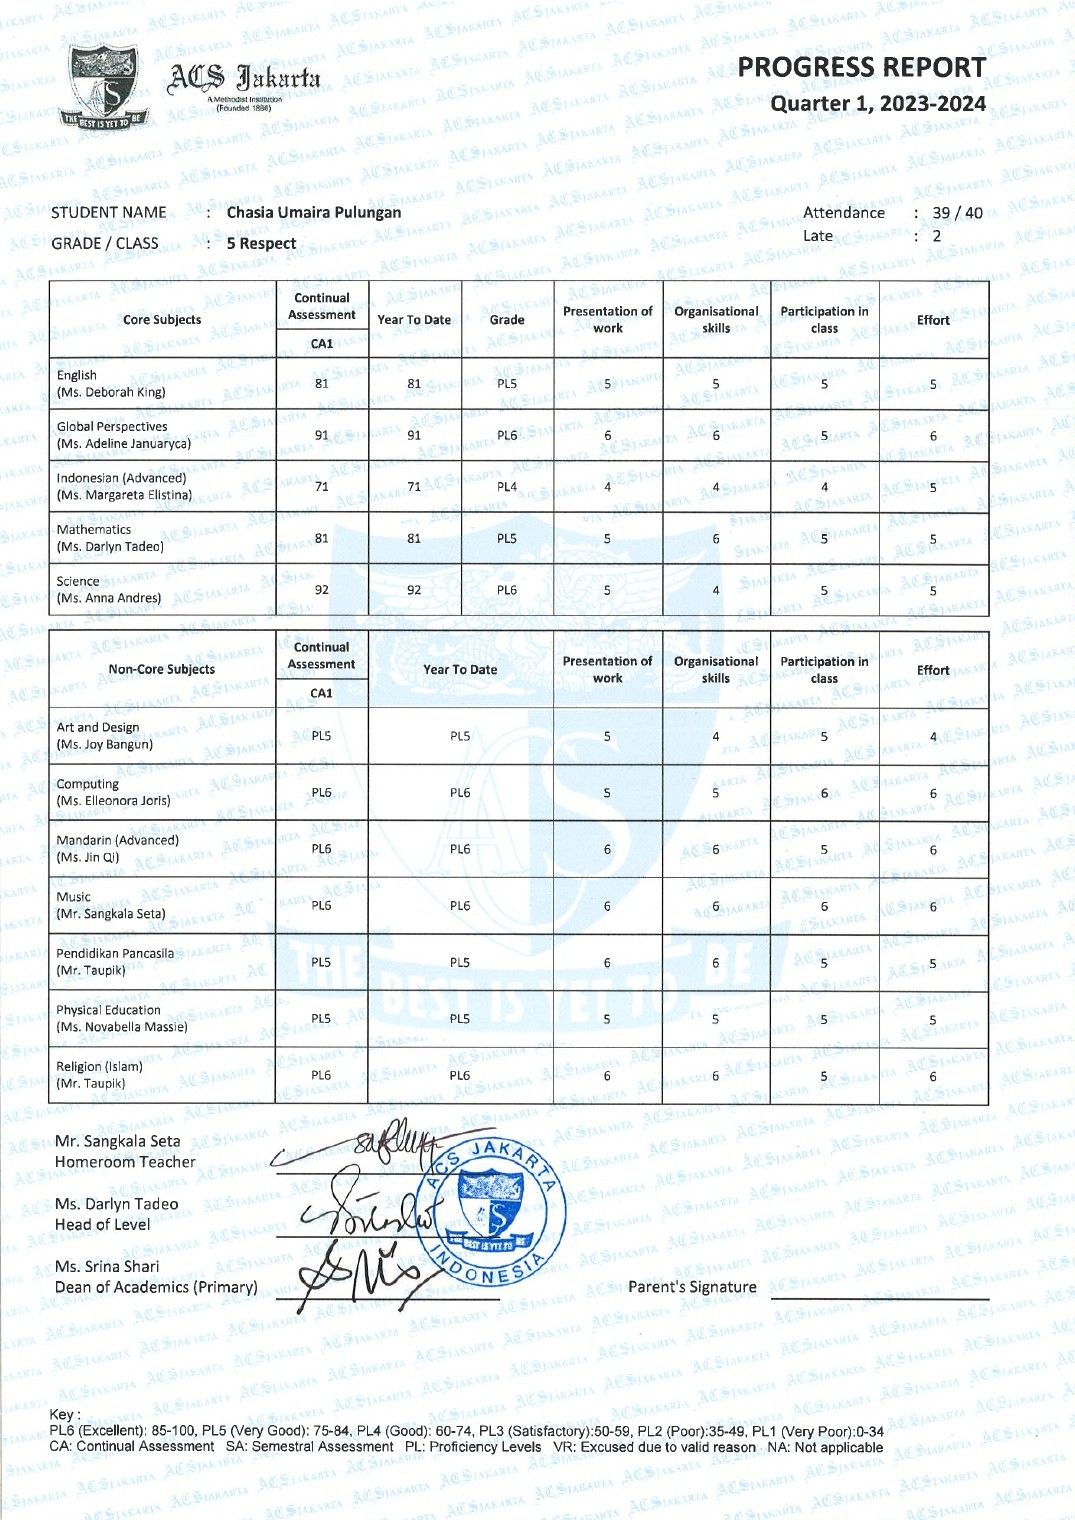 ACS Jakarta
A Methodist Institution
(Founded 1886)
THE BEST IS YET TO BE
PROGRESS REPORT
Quarter 1, 2023-2024
STUDENT NAME : Chasia Umaira Pulungan
GRADE / CLASS : 5 Respect
Attendance : 39 / 40
Late : 2
Core Subjects Continual Assessment CA1 Year To Date Grade Presentation of work Organisational skills Participation in class Effort
English
(Ms. Deborah King) 81 81 PL5 5 5 5 5
Global Perspectives
(Ms. Adeline Januaryca) 91 91 PL6 6 6 5 6
Indonesian (Advanced)
(Ms. Margareta Elistina) 71 71 PL4 4 4 4 5
Mathematics
(Ms. Darlyn Tadeo) 81 81 PL5 5 6 5 5
Science
(Ms. Anna Andres) 92 92 PL6 5 4 5 5
Non-Core Subjects Continual Assessment CA1 Year To Date Presentation of work Organisational skills Participation in class Effort
Art and Design
(Ms. Joy Bangun) PL5 PL5 5 4 5 4
Computing
(Ms. Elleonora Joris) PL6 PL6 5 5 6 6
Mandarin (Advanced)
(Ms. Jin Qi) PL6 PL6 6 6 5 6
Music
(Mr. Sangkala Seta) PL6 PL6 6 6 6 6
Pendidikan Pancasila
(Mr. Taupik) PL5 PL5 6 6 5 5
Physical Education
(Ms. Novabella Massie) PL5 PL5 5 5 5 5
Religion (Islam)
(Mr. Taupik) PL6 PL6 6 6 5 6
THE BEST IS YET TO BE
Mr. Sangkala Seta
Homeroom Teacher
Ms. Darlyn Tadeo
Head of Level
Ms. Srina Shari
Dean of Academics (Primary)
ACS JAKARTA
THE BEST IS YET TO BE
INDONESIA
Parent's Signature
Key :
PL6 (Excellent): 85-100, PL5 (Very Good): 75-84, PL4 (Good): 60-74, PL3 (Satisfactory):50-59, PL2 (Poor):35-49, PL1 (Very Poor):0-34
CA: Continual Assessment SA: Semestral Assessment PL: Proficiency Levels VR: Excused due to valid reason NA: Not applicable